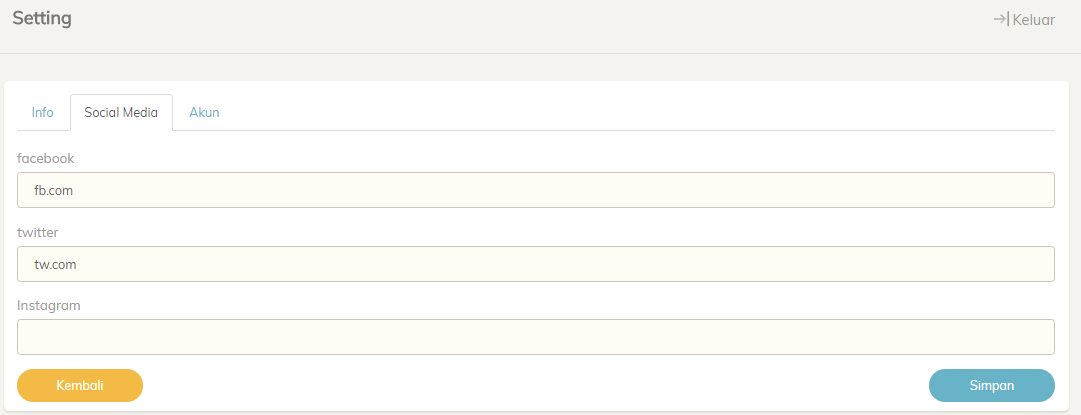 Setting
Keluar
Info Social Media Akun
facebook
fb.com
twitter
tw.com
Instagram
Kembali Simpan